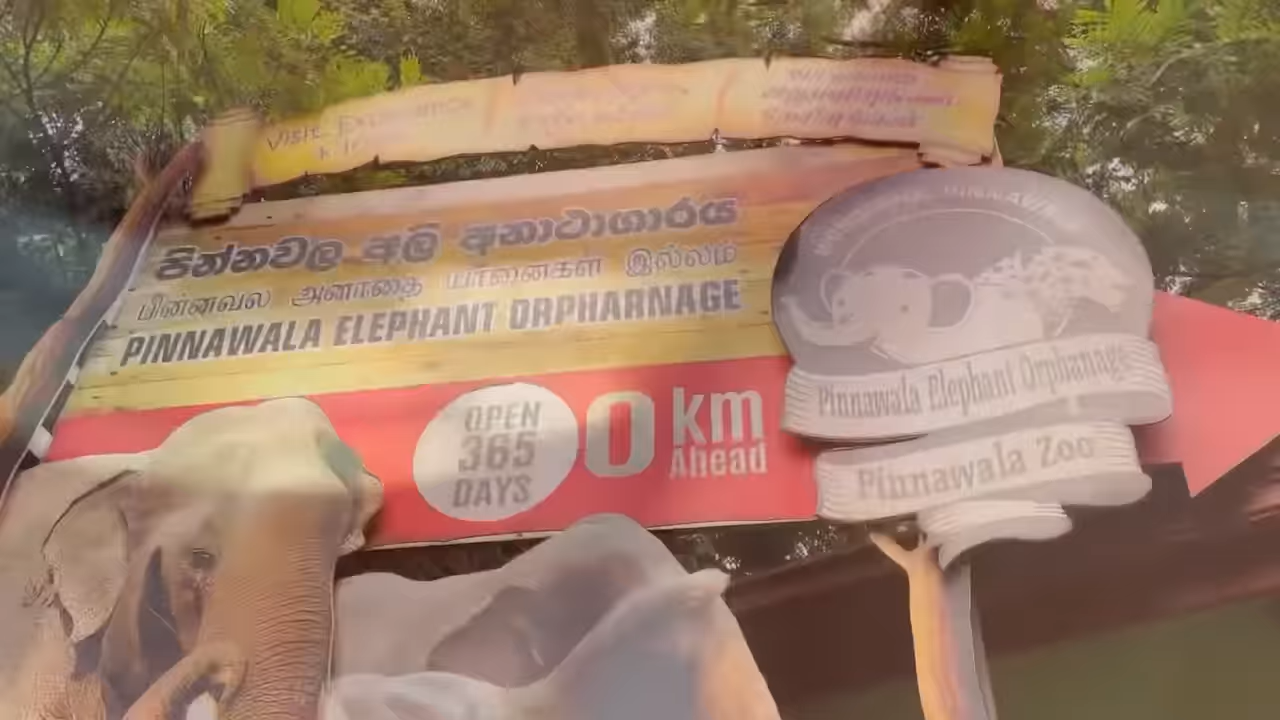 Visit
පින්නවල අලි අනාථාගාරය
பின்னவல அனாதை யானைகள் இல்லம்
PINNAWALA ELEPHANT ORPHARNAGE
OPEN
365
DAYS
0 km
Ahead
Pinnawala Elephant Orphanage
Pinnawala Zoo